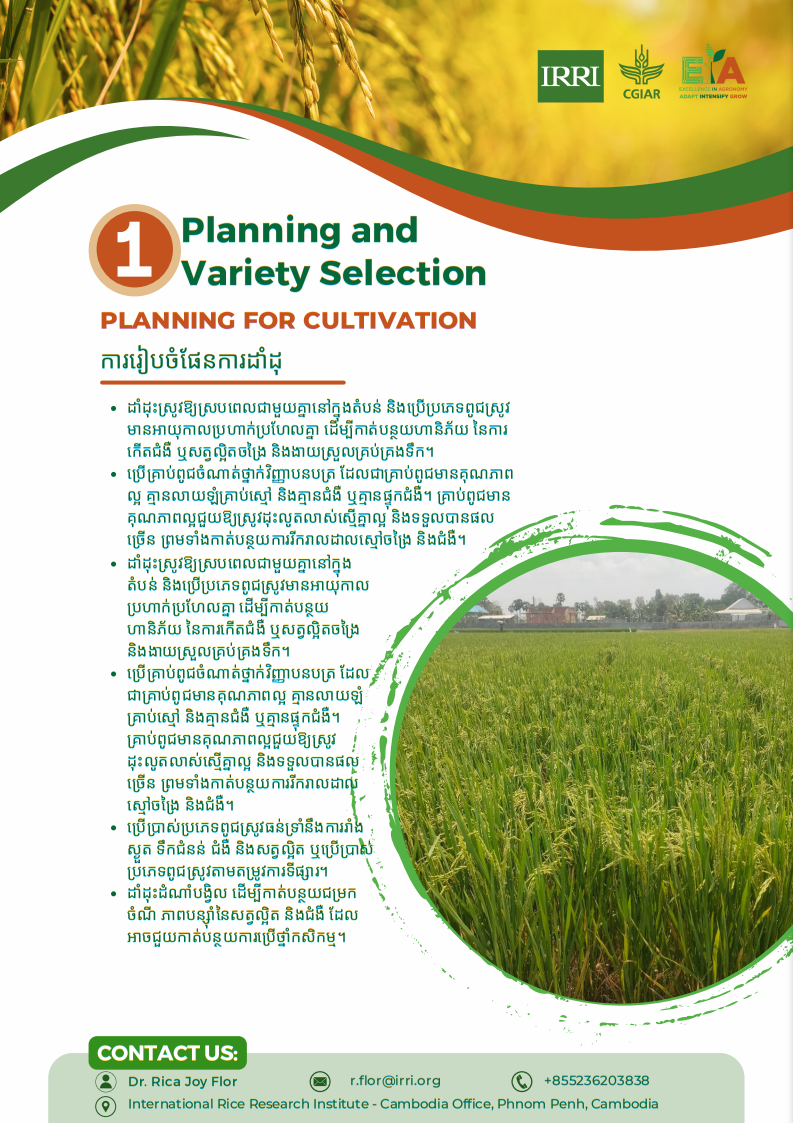 IRRI
CGIAR
EiA
EXCELLENCE IN AGRONOMY
ADAPT INTENSIFY GROW
1
Planning and
Variety Selection
PLANNING FOR CULTIVATION
ការរៀបចំផែនការដាំដុ
• ដាំដុះស្រូវឱ្យស្របពេលជាមួយគ្នានៅក្នុងតំបន់ និងប្រើប្រភេទពូជស្រូវ
មានអាយុកាលប្រហាក់ប្រហែលគ្នា ដើម្បីកាត់បន្ថយហានិភ័យ នៃការ
កើតជំងឺ ឬសត្វល្អិតចង្រៃ និងងាយស្រួលគ្រប់គ្រងទឹក។
• ប្រើគ្រាប់ពូជចំណាត់ថ្នាក់វិញ្ញាបនបត្រ ដែលជាគ្រាប់ពូជមានគុណភាព
ល្អ គ្មានលាយឡំគ្រាប់ស្មៅ និងគ្មានជំងឺ ឬគ្មានផ្ទុកជំងឺ។ គ្រាប់ពូជមាន
គុណភាពល្អជួយឱ្យស្រូវដុះលូតលាស់ស្មើគ្នាល្អ និងទទួលបានផល
ច្រើន ព្រមទាំងកាត់បន្ថយការរីករាលដាលស្មៅចង្រៃ និងជំងឺ។
• ដាំដុះស្រូវឱ្យស្របពេលជាមួយគ្នានៅក្នុង
តំបន់ និងប្រើប្រភេទពូជស្រូវមានអាយុកាល
ប្រហាក់ប្រហែលគ្នា ដើម្បីកាត់បន្ថយ
ហានិភ័យ នៃការកើតជំងឺ ឬសត្វល្អិតចង្រៃ
និងងាយស្រួលគ្រប់គ្រងទឹក។
• ប្រើគ្រាប់ពូជចំណាត់ថ្នាក់វិញ្ញាបនបត្រ ដែល
ជាគ្រាប់ពូជមានគុណភាពល្អ គ្មានលាយឡំ
គ្រាប់ស្មៅ និងគ្មានជំងឺ ឬគ្មានផ្ទុកជំងឺ។
គ្រាប់ពូជមានគុណភាពល្អជួយឱ្យស្រូវ
ដុះលូតលាស់ស្មើគ្នាល្អ និងទទួលបានផល
ច្រើន ព្រមទាំងកាត់បន្ថយការរីករាលដាល
ស្មៅចង្រៃ និងជំងឺ។
• ប្រើប្រាស់ប្រភេទពូជស្រូវធន់ទ្រាំនឹងការរាំង
ស្ងួត ទឹកជំនន់ ជំងឺ និងសត្វល្អិត ឬប្រើប្រាស់
ប្រភេទពូជស្រូវតាមតម្រូវការទីផ្សារ។
• ដាំដុះដំណាំបង្វិល ដើម្បីកាត់បន្ថយជម្រក
ចំណី ភាពបន្ស៊ាំនៃសត្វល្អិត និងជំងឺ ដែល
អាចជួយកាត់បន្ថយការប្រើថ្នាំកសិកម្ម។
CONTACT US:
Dr. Rica Joy Flor
r.flor@irri.org
+855236203838
International Rice Research Institute - Cambodia Office, Phnom Penh, Cambodia